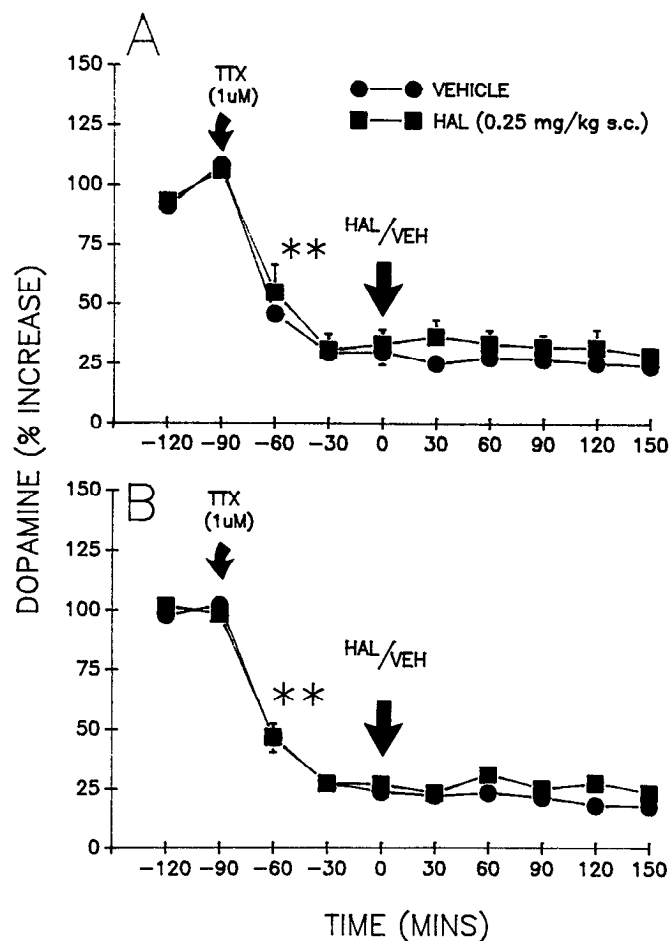 A
150
125
100
75
50
25
0
TTX
(1uM)
VEHICLE
HAL (0.25 mg/kg s.c.)
**
HAL/VEH
−120 −90 −60 −30 0 30 60 90 120 150
DOPAMINE (% INCREASE)
B
150
125
100
75
50
25
0
TTX
(1uM)
**
HAL/VEH
−120 −90 −60 −30 0 30 60 90 120 150
TIME (MINS)